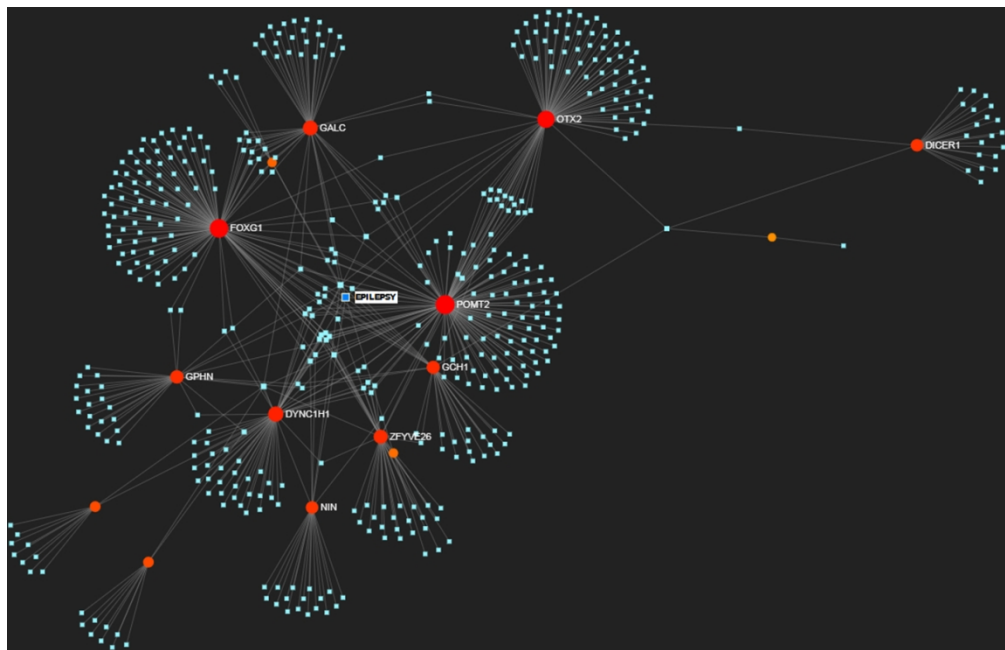 OTX2
GALC
DICER1
FOXG1
EPILEPSY
POMT2
GCH1
GPHN
DYNC1H1
ZFYVE26
NIN